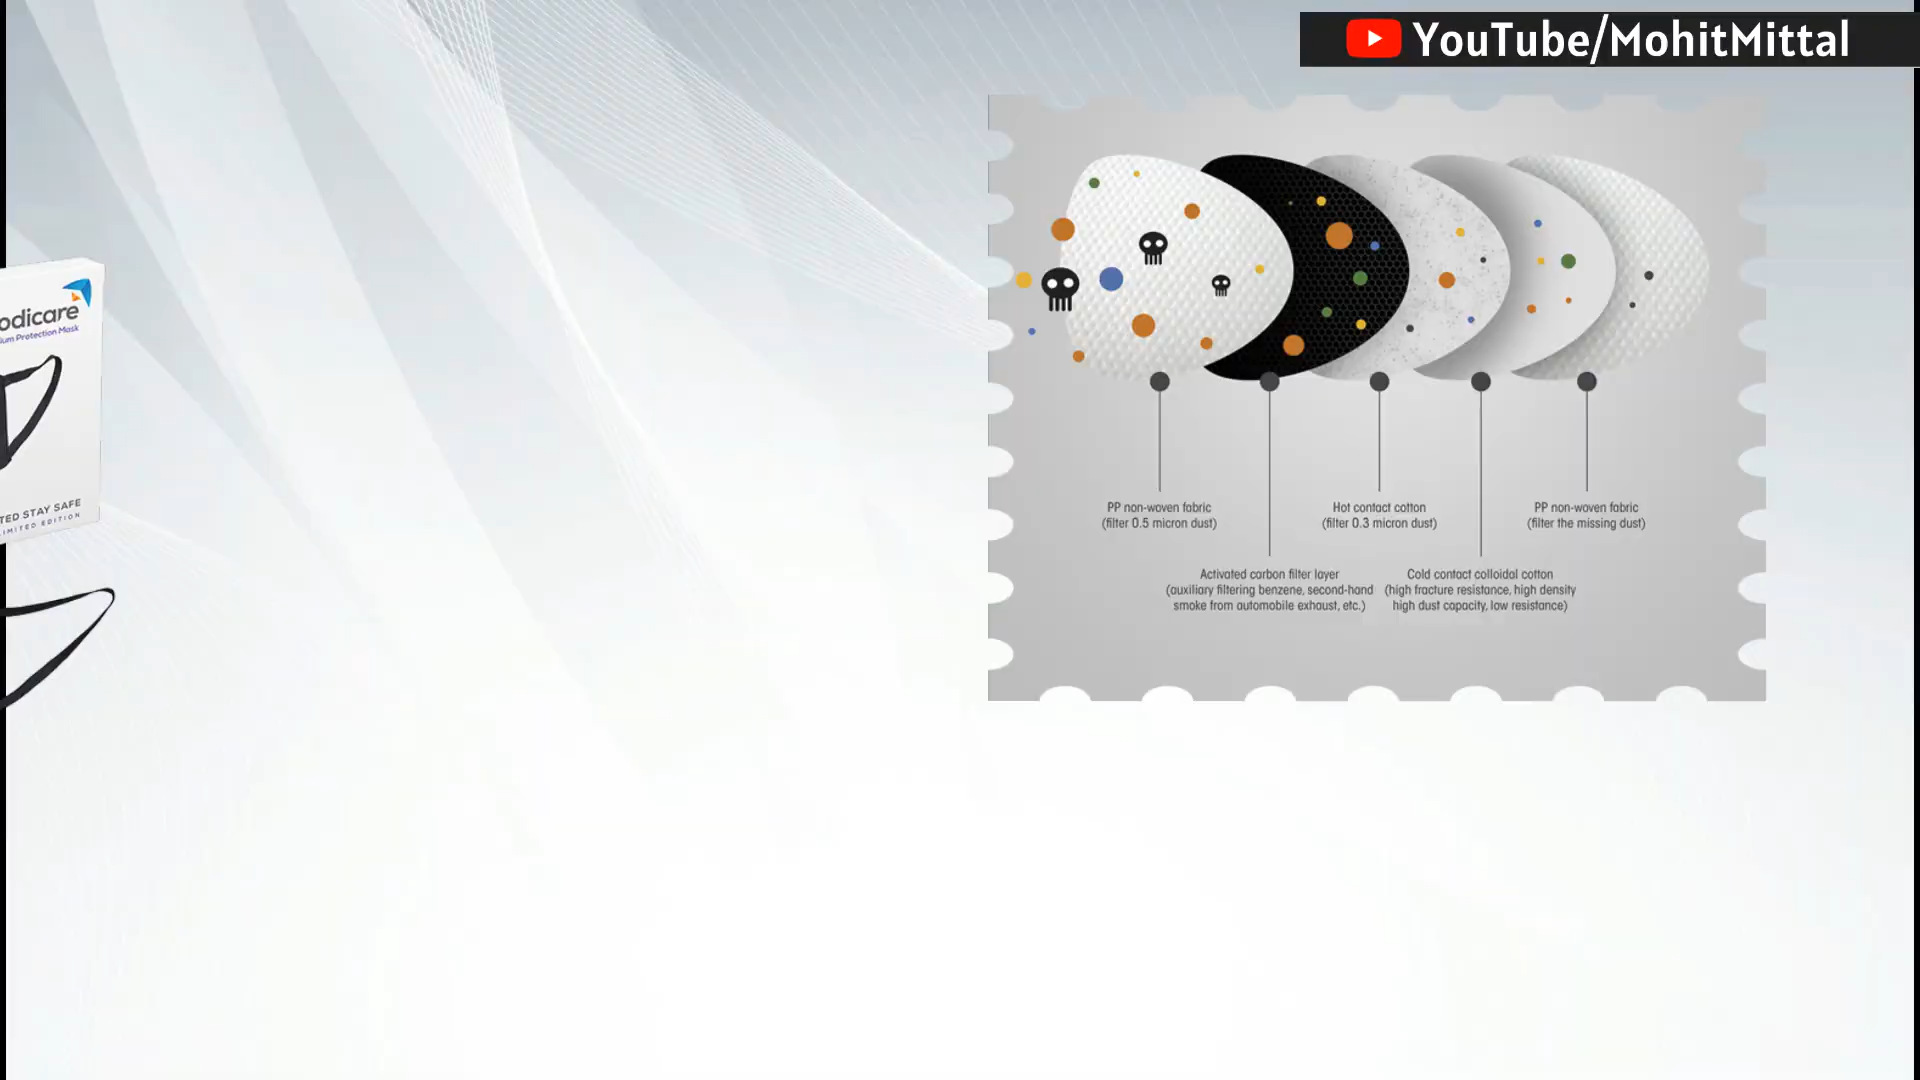 YouTube/MohitMittal
odicare
ium Protection Mask
TED STAY SAFE
LIMITED EDITION
PP non-woven fabric
(filter 0.5 micron dust)
Hot contact cotton
(filter 0.3 micron dust)
PP non-woven fabric
(filter the missing dust)
Activated carbon filter layer
(auxiliary filtering benzene, second-hand
smoke from automobile exhaust, etc.)
Cold contact colloidal cotton
(high fracture resistance, high density
high dust capacity, low resistance)